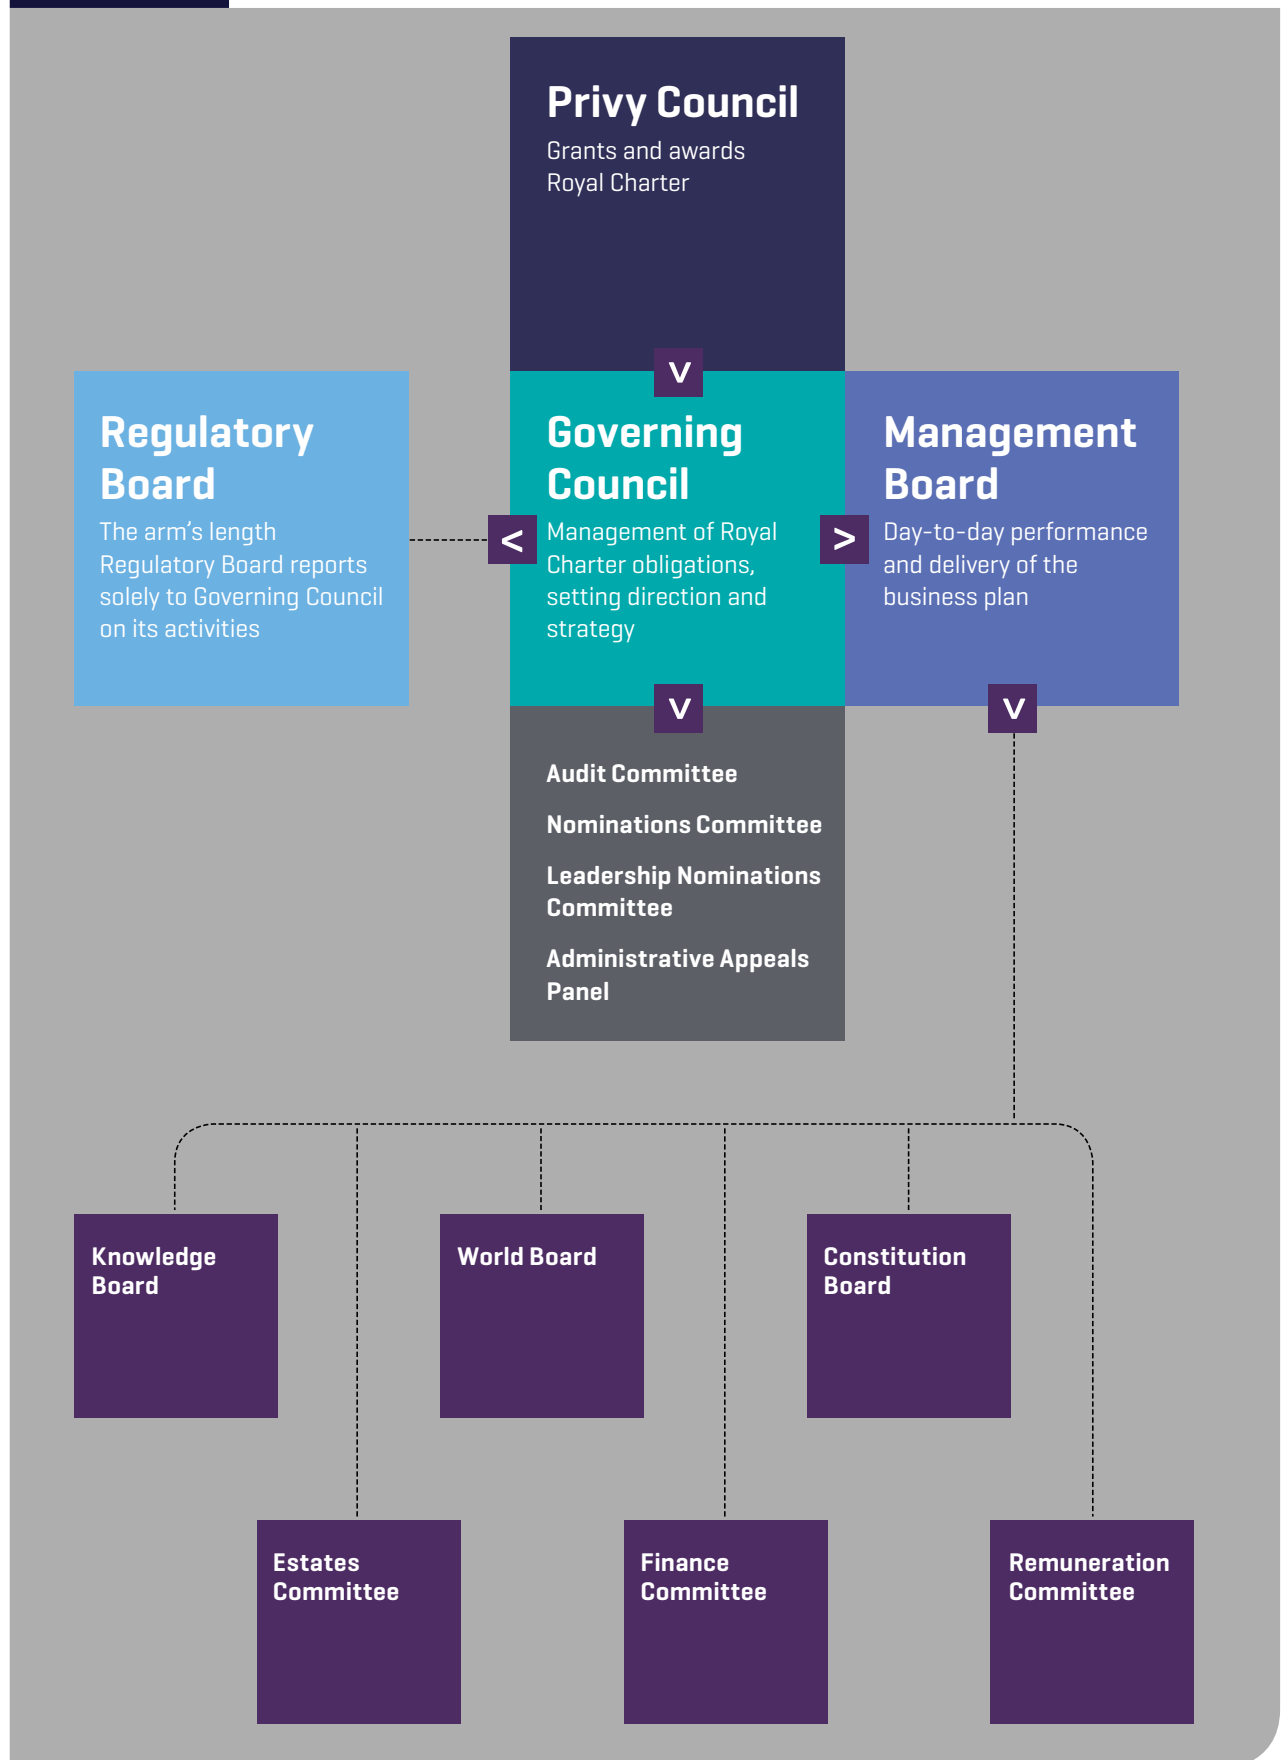 Privy Council
Grants and awards
Royal Charter
V
Regulatory
Board
The arm's length
Regulatory Board reports
solely to Governing Council
on its activities
<
Governing
Council
Management of Royal
Charter obligations,
setting direction and
strategy
>
Management
Board
Day-to-day performance
and delivery of the
business plan
V
V
Audit Committee
Nominations Committee
Leadership Nominations
Committee
Administrative Appeals
Panel
Knowledge
Board
World Board
Constitution
Board
Estates
Committee
Finance
Committee
Remuneration
Committee